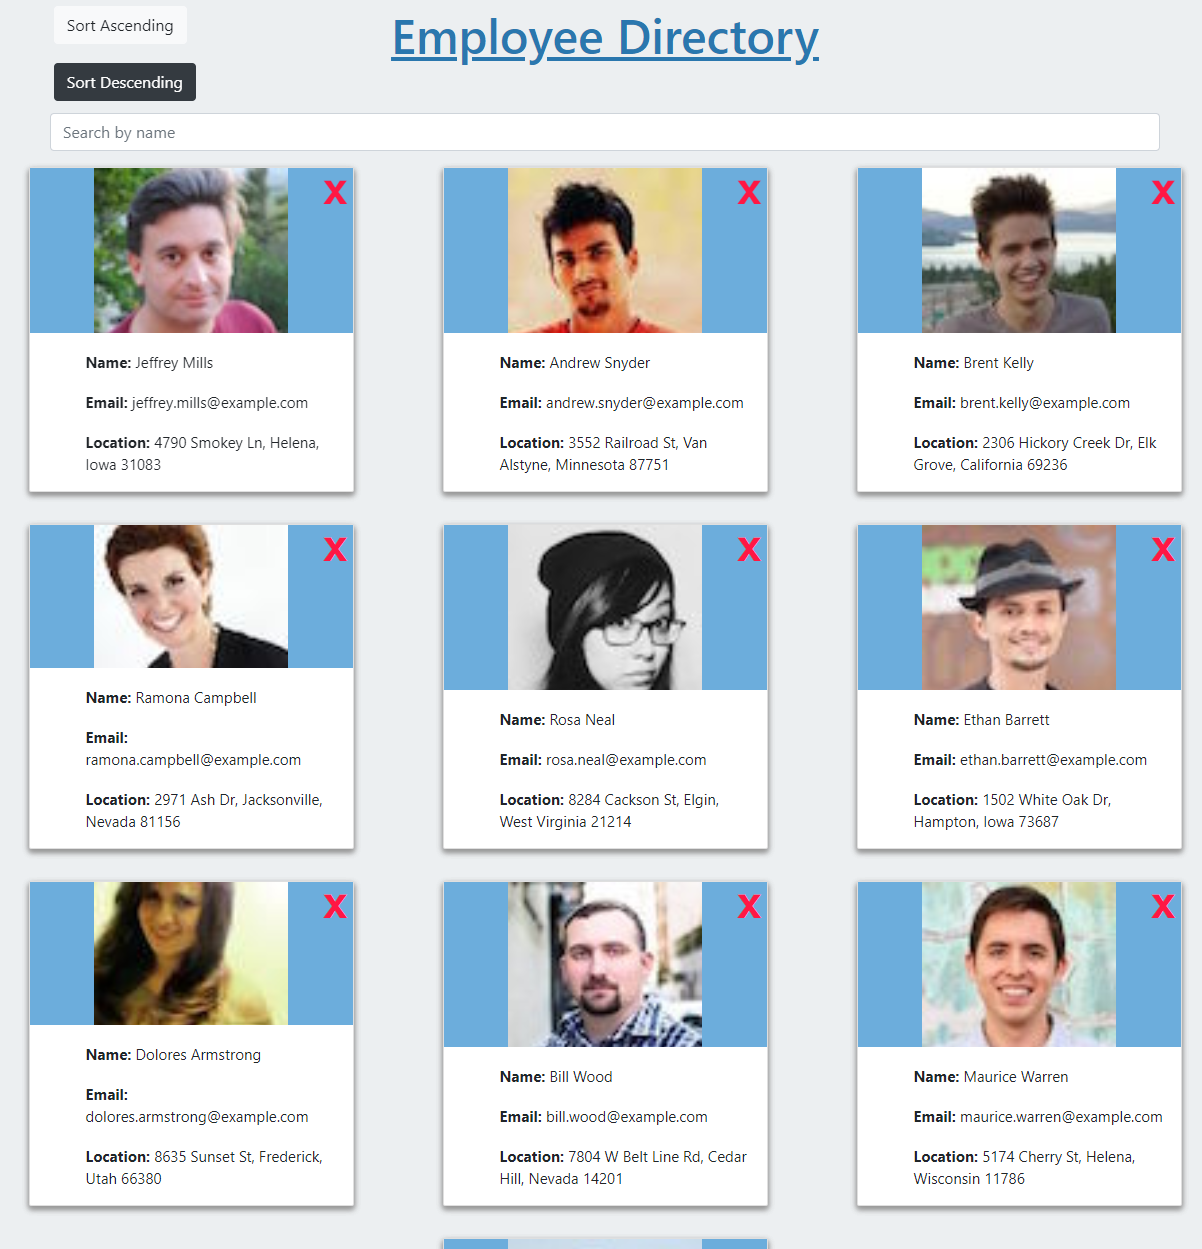 Sort Ascending
Employee Directory
Sort Descending
Search by name
X
Name: Jeffrey Mills
Email: jeffrey.mills@example.com
Location: 4790 Smokey Ln, Helena,
Iowa 31083
X
Name: Andrew Snyder
Email: andrew.snyder@example.com
Location: 3552 Railroad St, Van
Alstyne, Minnesota 87751
X
Name: Brent Kelly
Email: brent.kelly@example.com
Location: 2306 Hickory Creek Dr, Elk
Grove, California 69236
X
Name: Ramona Campbell
Email:
ramona.campbell@example.com
Location: 2971 Ash Dr, Jacksonville,
Nevada 81156
X
Name: Rosa Neal
Email: rosa.neal@example.com
Location: 8284 Cackson St, Elgin,
West Virginia 21214
X
Name: Ethan Barrett
Email: ethan.barrett@example.com
Location: 1502 White Oak Dr,
Hampton, Iowa 73687
X
Name: Dolores Armstrong
Email:
dolores.armstrong@example.com
Location: 8635 Sunset St, Frederick,
Utah 66380
X
Name: Bill Wood
Email: bill.wood@example.com
Location: 7804 W Belt Line Rd, Cedar
Hill, Nevada 14201
X
Name: Maurice Warren
Email: maurice.warren@example.com
Location: 5174 Cherry St, Helena,
Wisconsin 11786